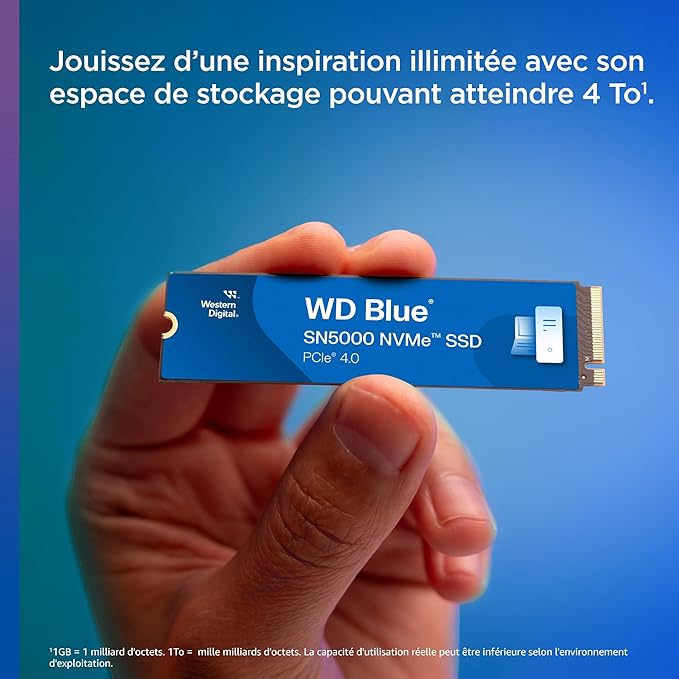 Jouissez d’une inspiration illimitée avec son
espace de stockage pouvant atteindre 4 To¹.
Western
Digital®
WD Blue®
SN5000 NVMe™ SSD
PCIe® 4.0
¹1GB = 1 milliard d'octets. 1To = mille milliards d'octets. La capacité d'utilisation réelle peut être inférieure selon l'environnement
d'exploitation.